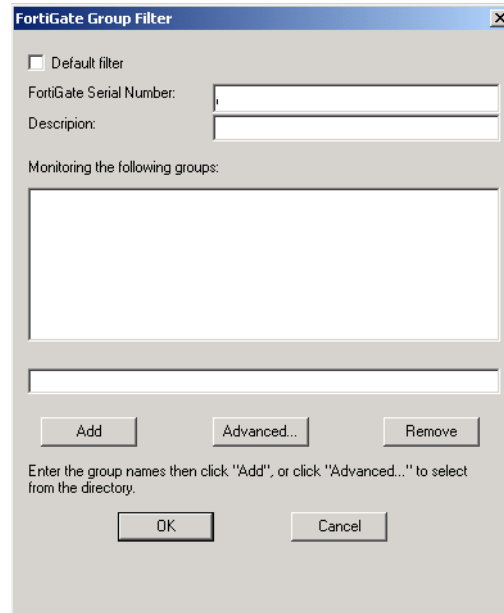 FortiGate Group Filter
Default filter
FortiGate Serial Number:
Descripion:
Monitoring the following groups:
Add
Advanced...
Remove
Enter the group names then click "Add", or click "Advanced..." to select
from the directory.
OK
Cancel